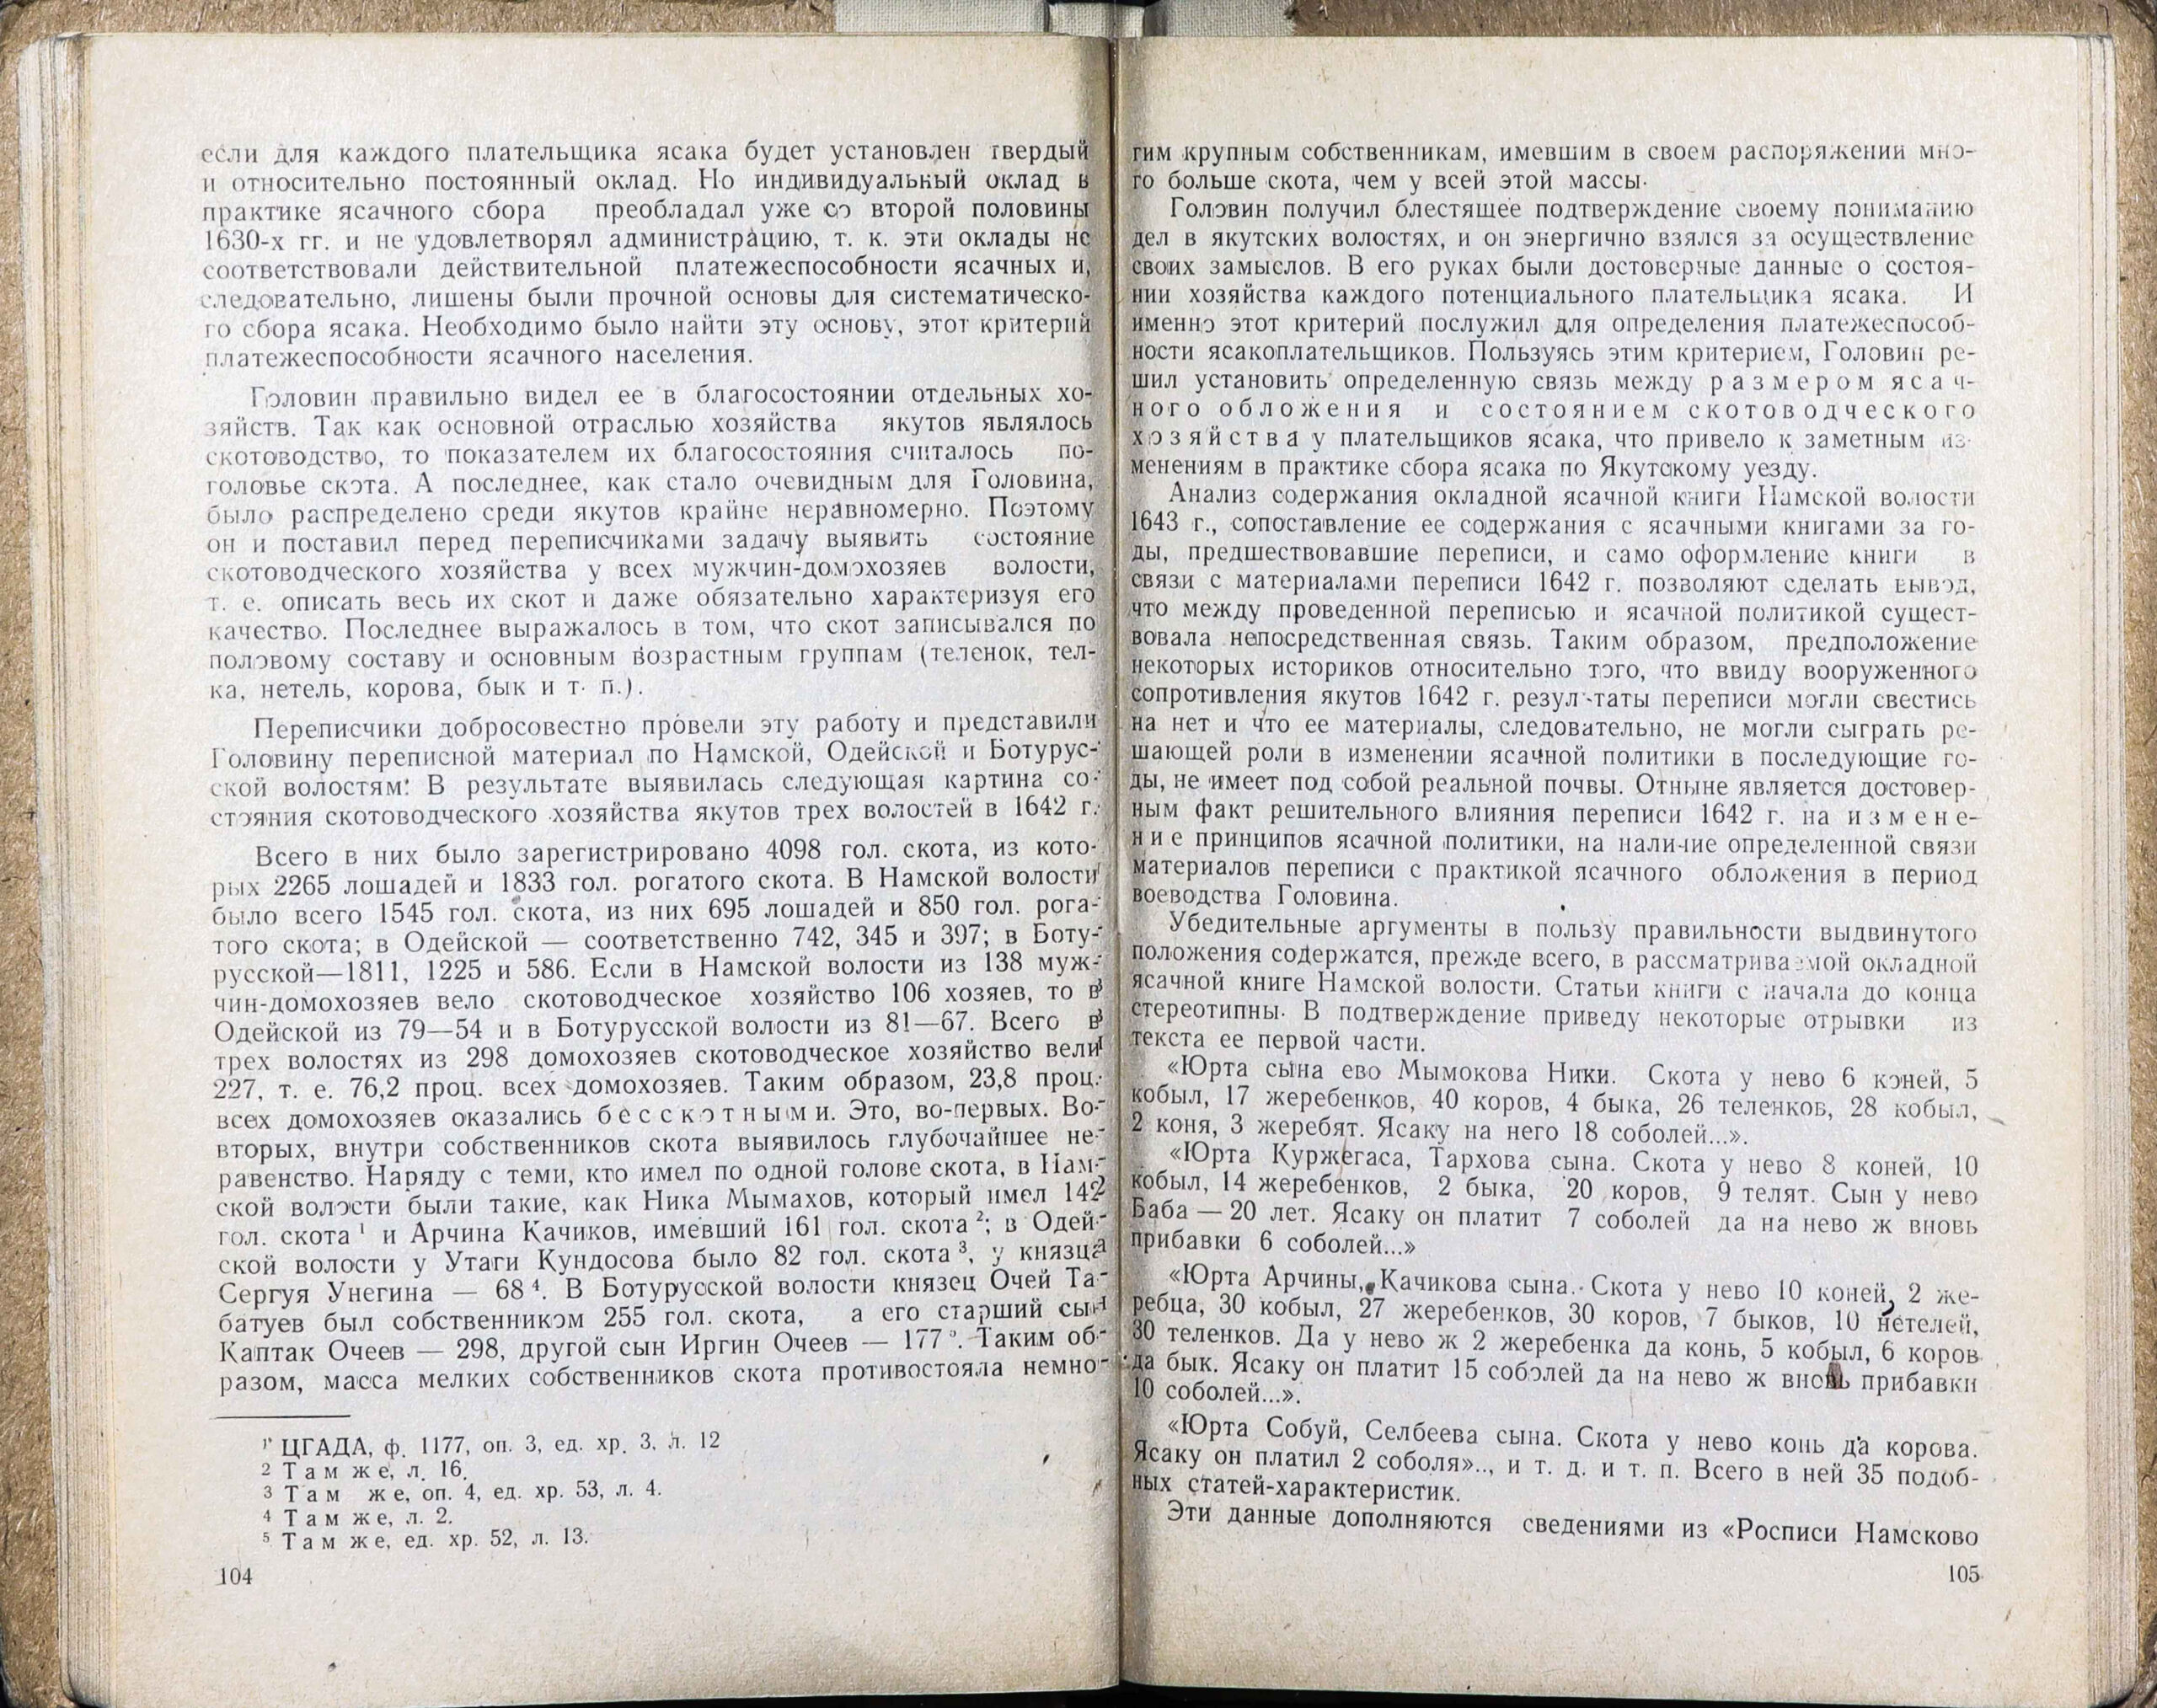 если для каждого плательщика ясака будет установлен твердый
и относительно постоянный оклад. Но индивидуальный оклад в
практике ясачного сбора преобладал уже со второй половины
1630-х гг. и не удовлетворял администрацию, т. к. эти оклады не
соответствовали действительной платежеспособности ясачных и,
следовательно, лишены были прочной основы для систематическо-
го сбора ясака. Необходимо было найти эту основу, этот критерий
платежеспособности ясачного населения.
Головин правильно видел ее в благосостоянии отдельных хо-
зяйств. Так как основной отраслью хозяйства якутов являлось
скотоводство, то показателем их благосостояния считалось по-
головье скота. А последнее, как стало очевидным для Головина,
было распределено среди якутов крайне неравномерно. Поэтому
он и поставил перед переписчиками задачу выявить состояние
скотоводческого хозяйства у всех мужчин-домохозяев волости,
т. е. описать весь их скот и даже обязательно характеризуя его
качество. Последнее выражалось в том, что скот записывался по
половому составу и основным возрастным группам (теленок, тел-
ка, нетель, корова, бык и т. п.).
Переписчики добросовестно провели эту работу и представили
Головину переписной материал по Намской, Одейской и Ботурус-
ской волостям: В результате выявилась следующая картина со-
стояния скотоводческого хозяйства якутов трех волостей в 1642 г.:
Всего в них было зарегистрировано 4098 гол. скота, из кото-
рых 2265 лошадей и 1833 гол. рогатого скота. В Намской волости
было всего 1545 гол. скота, из них 695 лошадей и 850 гол. рога-
того скота; в Одейской — соответственно 742, 345 и 397; в Боту-
русской—1811, 1225 и 586. Если в Намской волости из 138 муж-
чин-домохозяев вело скотоводческое хозяйство 106 хозяев, то в
Одейской из 79—54 и в Ботурусской волости из 81—67. Всего в
трех волостях из 298 домохозяев скотоводческое хозяйство вели
227, т. е. 76,2 проц. всех домохозяев. Таким образом, 23,8 проц.
всех домохозяев оказались б е с с к о т н ы м и. Это, во-первых. Во-
вторых, внутри собственников скота выявилось глубочайшее не-
равенство. Наряду с теми, кто имел по одной голове скота, в Нам-
ской волости были такие, как Ника Мымахов, который имел 142
гол. скота ¹ и Арчина Качиков, имевший 161 гол. скота ²; в Одей-
ской волости у Утаги Кундосова было 82 гол. скота ³, у князца
Сергуя Унегина — 68 ⁴. В Ботурусской волости князец Очей Та-
батуев был собственником 255 гол. скота, а его старший сын
Каптак Очеев — 298, другой сын Иргин Очеев — 177 ⁵. Таким об-
разом, масса мелких собственников скота противостояла немно-
¹ ЦГАДА, ф. 1177, оп. 3, ед. хр. 3, л. 12
2 Т а м ж е, л. 16.
3 Т а м ж е, оп. 4, ед. хр. 53, л. 4.
4 Т а м ж е, л. 2.
5 Т а м ж е, ед. хр. 52, л. 13.
104
гим крупным собственникам, имевшим в своем распоряжении мно-
го больше скота, чем у всей этой массы.
Головин получил блестящее подтверждение своему пониманию
дел в якутских волостях, и он энергично взялся за осуществление
своих замыслов. В его руках были достоверные данные о состоя-
нии хозяйства каждого потенциального плательщика ясака. И
именно этот критерий послужил для определения платежеспособ-
ности ясакоплательщиков. Пользуясь этим критерием, Головин ре-
шил установить определенную связь между р а з м е р о м я с а ч-
н о г о о б л о ж е н и я и с о с т о я н и е м с к о т о в о д ч е с к о г о
х о з я й с т в а у плательщиков ясака, что привело к заметным из-
менениям в практике сбора ясака по Якутскому уезду.
Анализ содержания окладной ясачной книги Намской волости
1643 г., сопоставление ее содержания с ясачными книгами за го-
ды, предшествовавшие переписи, и само оформление книги в
связи с материалами переписи 1642 г. позволяют сделать вывод,
что между проведенной переписью и ясачной политикой сущест-
вовала непосредственная связь. Таким образом, предположение
некоторых историков относительно того, что ввиду вооруженного
сопротивления якутов 1642 г. результаты переписи могли свестись
на нет и что ее материалы, следовательно, не могли сыграть ре-
шающей роли в изменении ясачной политики в последующие го-
ды, не имеет под собой реальной почвы. Отныне является достовер-
ным факт решительного влияния переписи 1642 г. на и з м е н е-
н и е принципов ясачной политики, на наличие определенной связи
материалов переписи с практикой ясачного обложения в период
воеводства Головина.
Убедительные аргументы в пользу правильности выдвинутого
положения содержатся, прежде всего, в рассматриваемой окладной
ясачной книге Намской волости. Статьи книги с начала до конца
стереотипны. В подтверждение приведу некоторые отрывки из
текста ее первой части.
«Юрта сына ево Мымокова Ники. Скота у нево 6 коней, 5
кобыл, 17 жеребенков, 40 коров, 4 быка, 26 теленков, 28 кобыл,
2 коня, 3 жеребят. Ясаку на него 18 соболей...».
«Юрта Куржегаса, Тархова сына. Скота у нево 8 коней, 10
кобыл, 14 жеребенков, 2 быка, 20 коров, 9 телят. Сын у нево
Баба — 20 лет. Ясаку он платит 7 соболей да на нево ж вновь
прибавки 6 соболей...»
«Юрта Арчины, Качикова сына. Скота у нево 10 коней, 2 же-
ребца, 30 кобыл, 27 жеребенков, 30 коров, 7 быков, 10 нетелей,
30 теленков. Да у нево ж 2 жеребенка да конь, 5 кобыл, 6 коров
да бык. Ясаку он платит 15 соболей да на нево ж вновь прибавки
10 соболей...».
«Юрта Собуй, Селбеева сына. Скота у нево конь да корова.
Ясаку он платил 2 соболя».., и т. д. и т. п. Всего в ней 35 подоб-
ных статей-характеристик.
Эти данные дополняются сведениями из «Росписи Намсково
105